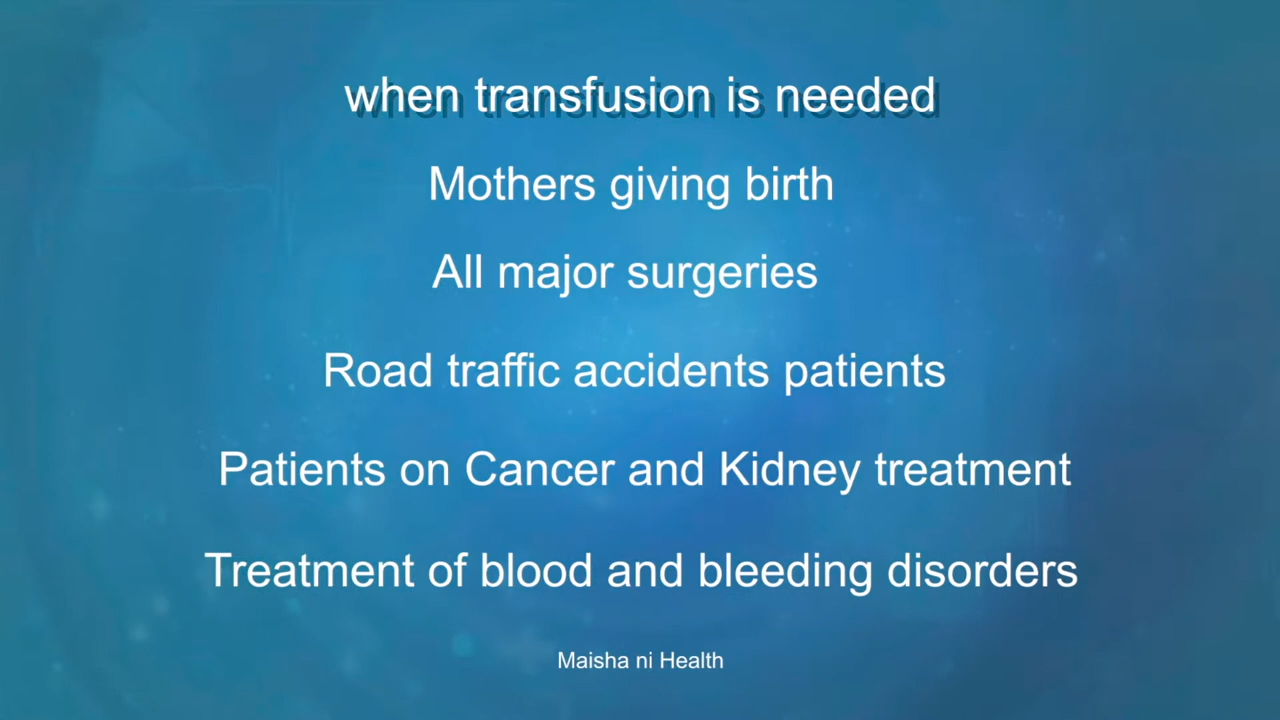 when transfusion is needed
Mothers giving birth
All major surgeries
Road traffic accidents patients
Patients on Cancer and Kidney treatment
Treatment of blood and bleeding disorders
Maisha ni Health